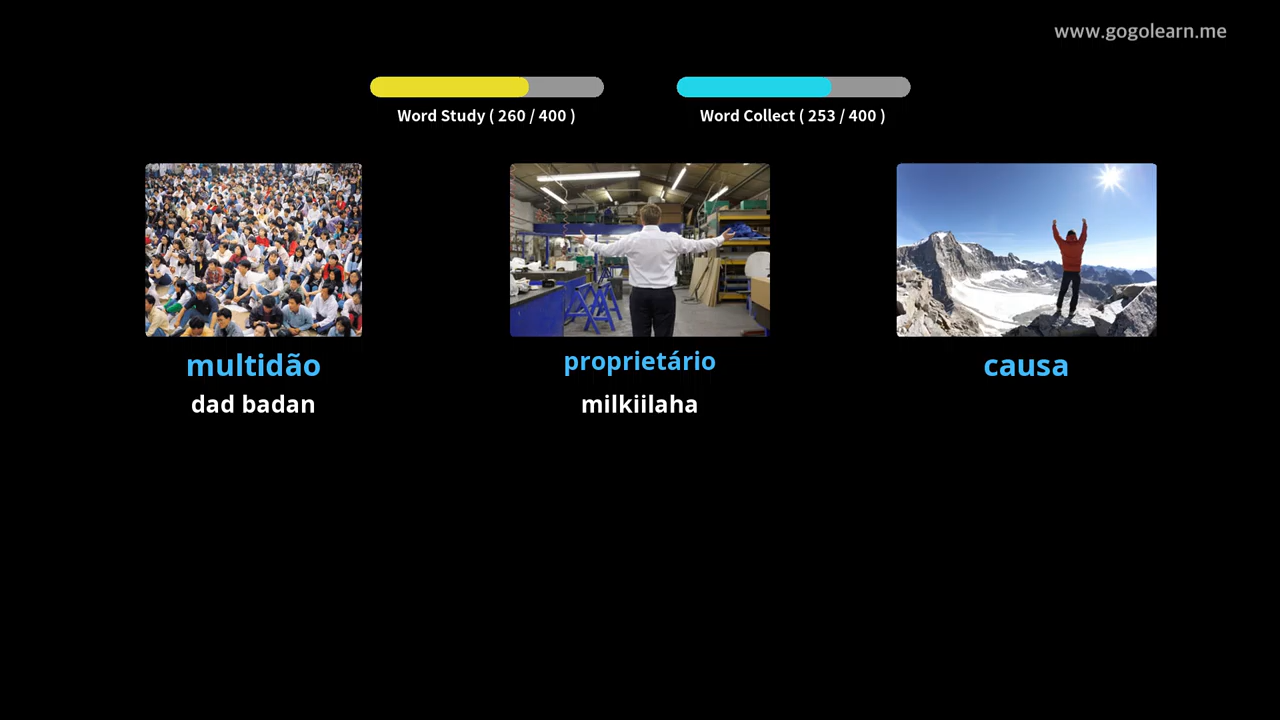 www.gogolearn.me
Word Study ( 260 / 400 )
Word Collect ( 253 / 400 )
multidão
proprietário
causa
dad badan
milkiilaha